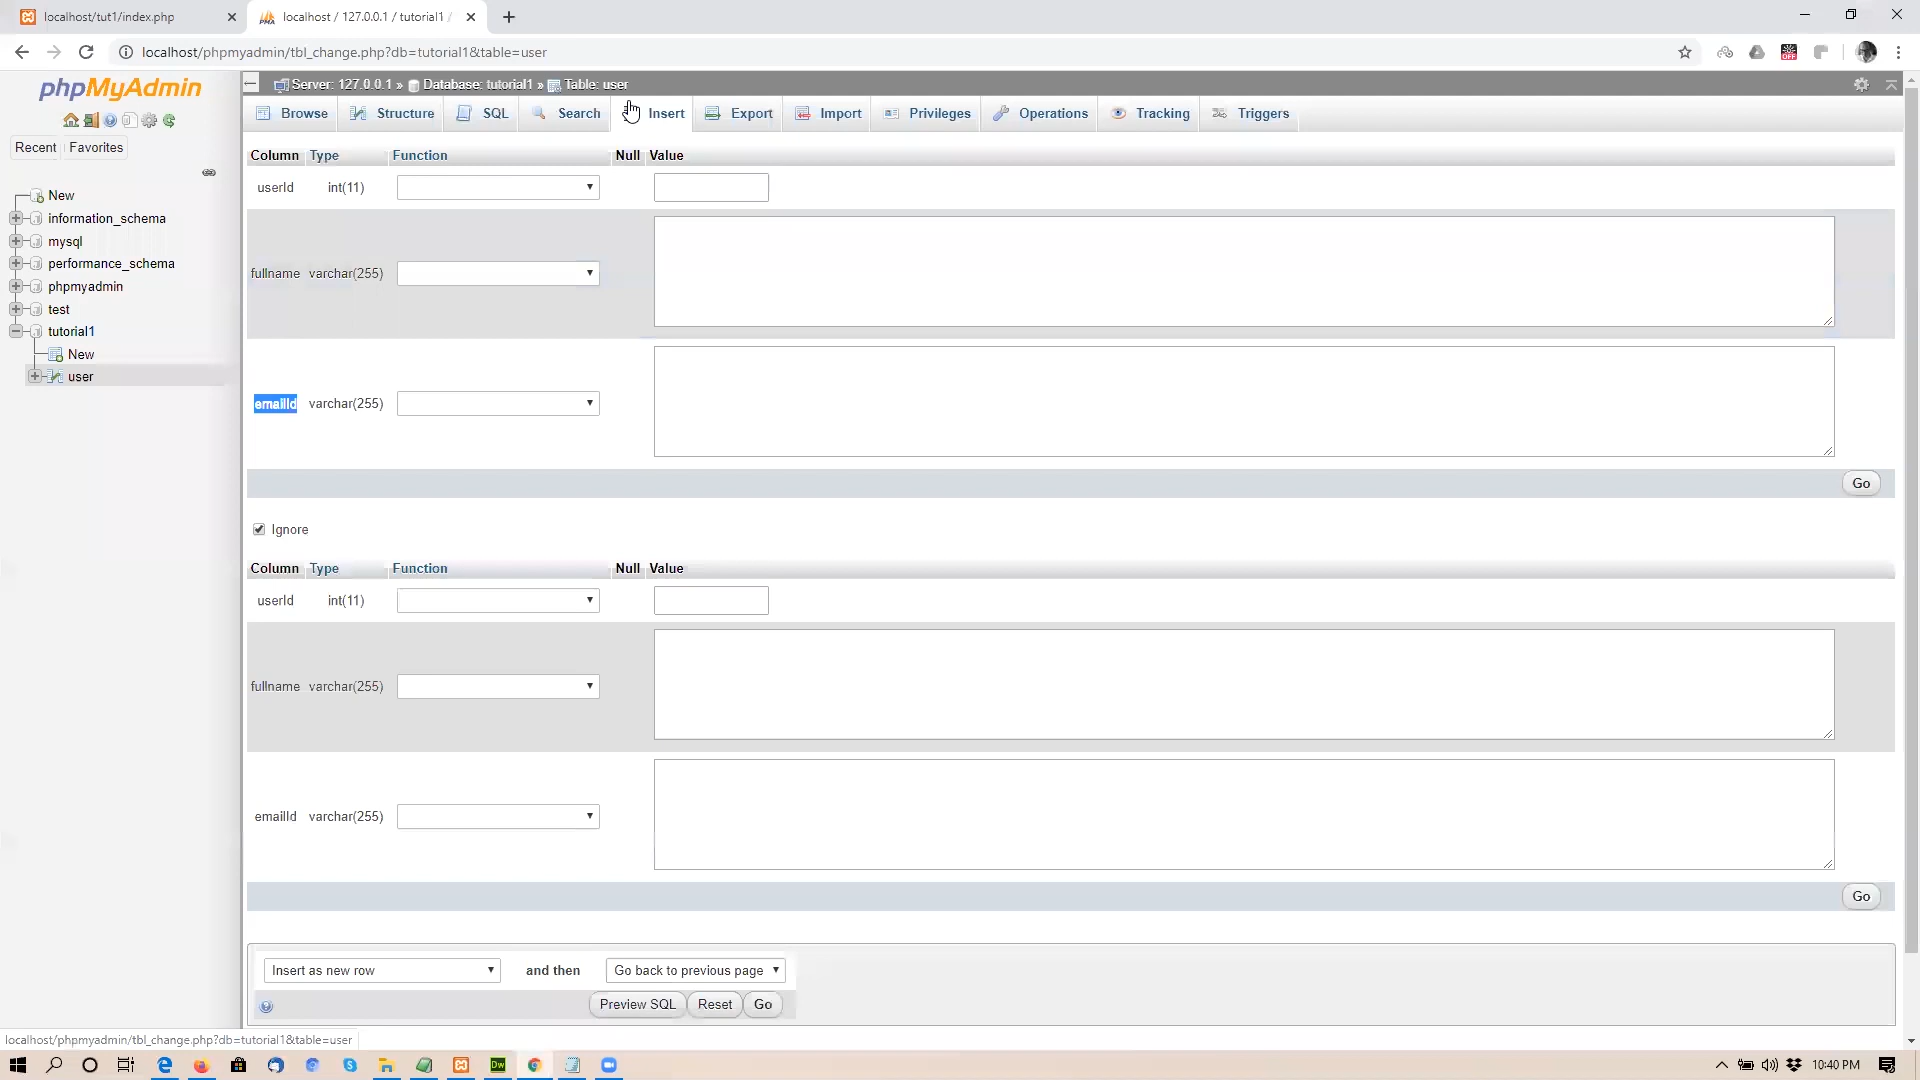 localhost/tut1/index.php
localhost / 127.0.0.1 / tutorial1 /
localhost/phpmyadmin/tbl_change.php?db=tutorial1&table=user
phpMyAdmin
Recent Favorites
New
information_schema
mysql
performance_schema
phpmyadmin
test
tutorial1
New
user
Server: 127.0.0.1 » Database: tutorial1 » Table: user
Browse Structure SQL Search Insert Export Import Privileges Operations Tracking Triggers
Column Type Function Null Value
userId int(11)
fullname varchar(255)
emailId varchar(255)
Go
Ignore
Column Type Function Null Value
userId int(11)
fullname varchar(255)
emailId varchar(255)
Go
Insert as new row and then Go back to previous page
Preview SQL Reset Go
localhost/phpmyadmin/tbl_change.php?db=tutorial1&table=user
Dw
10:40 PM